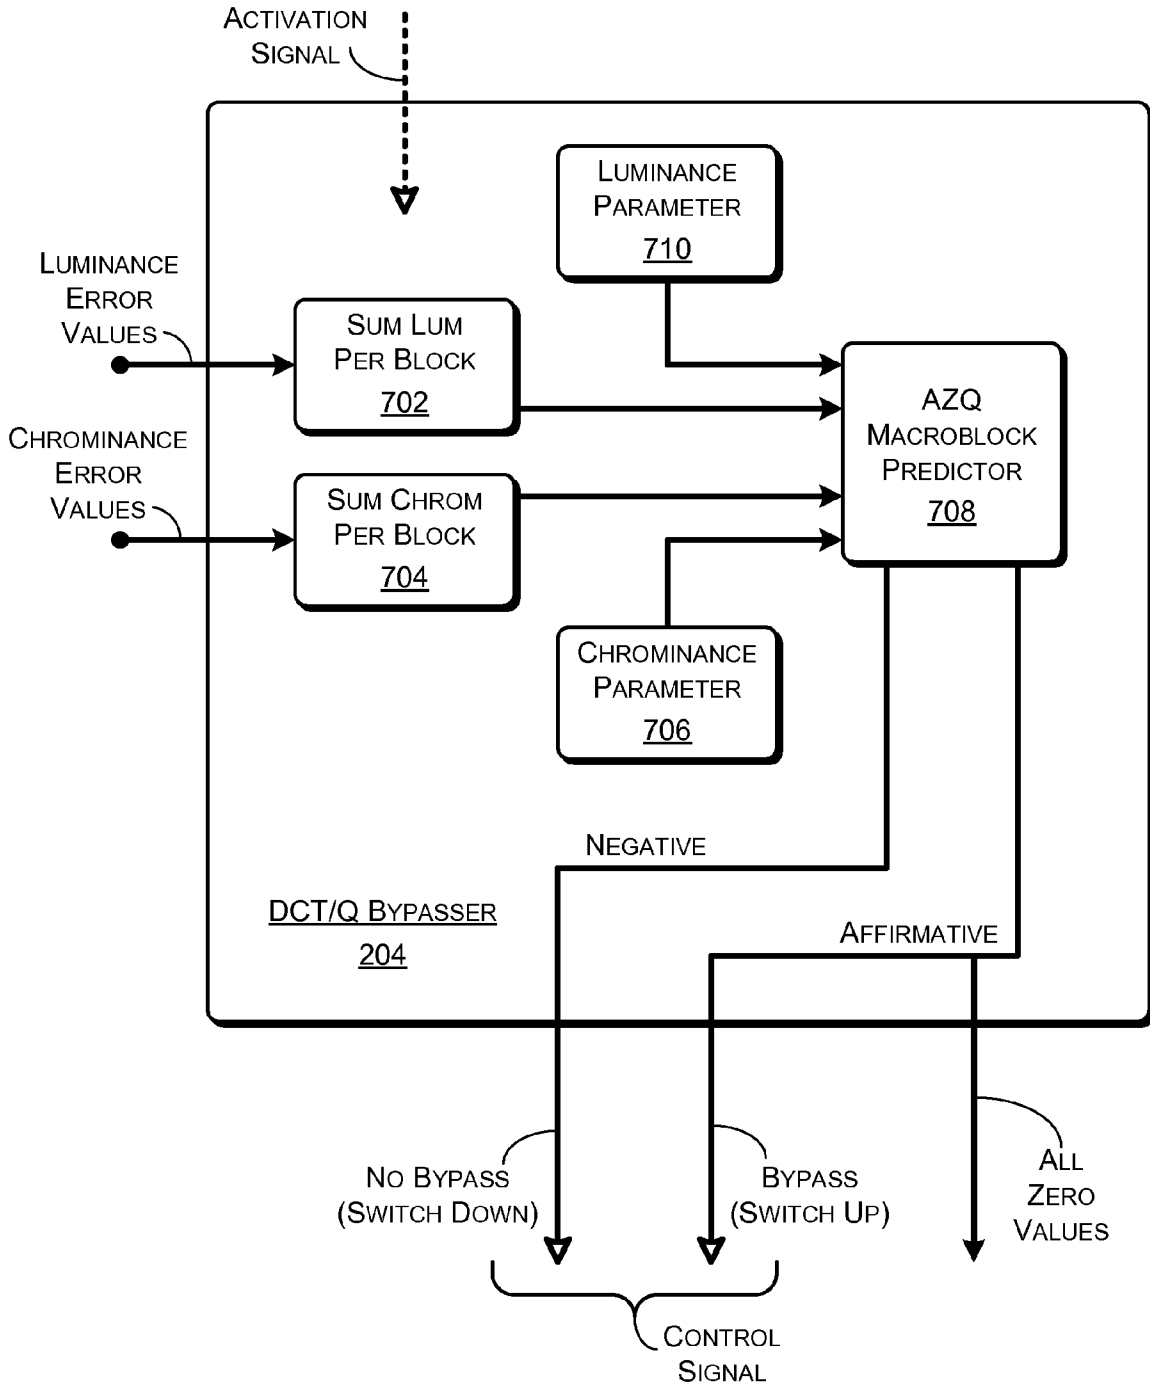 ACTIVATION
SIGNAL
LUMINANCE
PARAMETER
710
LUMINANCE
ERROR
VALUES
SUM LUM
PER BLOCK
702
AZQ
MACROBLOCK
PREDICTOR
708
CHROMINANCE
ERROR
VALUES
SUM CHROM
PER BLOCK
704
CHROMINANCE
PARAMETER
706
NEGATIVE
DCT/Q BYPASSER
204
AFFIRMATIVE
NO BYPASS
(SWITCH DOWN)
BYPASS
(SWITCH UP)
ALL
ZERO
VALUES
CONTROL
SIGNAL